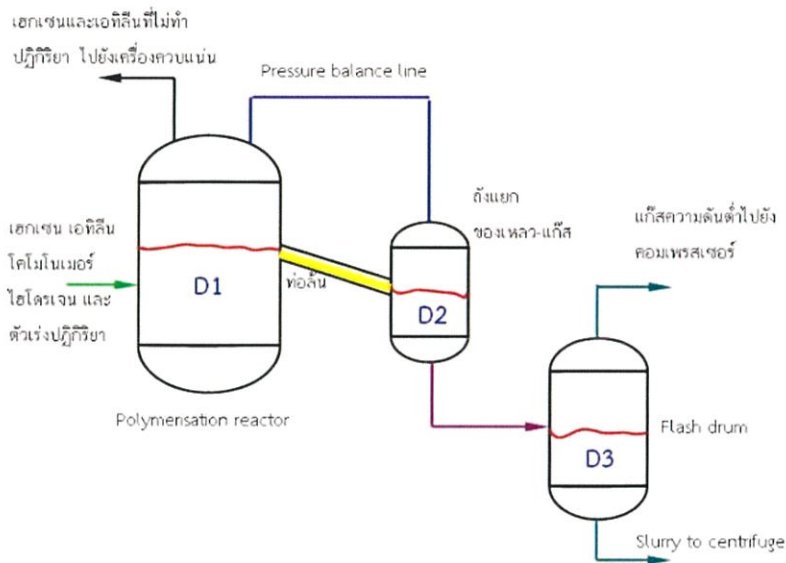 เฮกเซนและเอทิลีนที่ไม่ทำ
ปฏิกิริยา ไปยังเครื่องควบแน่น
Pressure balance line
ถังแยก
ของเหลว-แก๊ส
แก๊สความดันต่ำไปยัง
คอมเพรสเซอร์
เฮกเซน เอทิลีน
โคโมโนเมอร์
ไฮโดรเจน และ
ตัวเร่งปฏิกิริยา
D1
ท่อล้น
D2
Polymerisation reactor
Flash drum
D3
Slurry to centrifuge